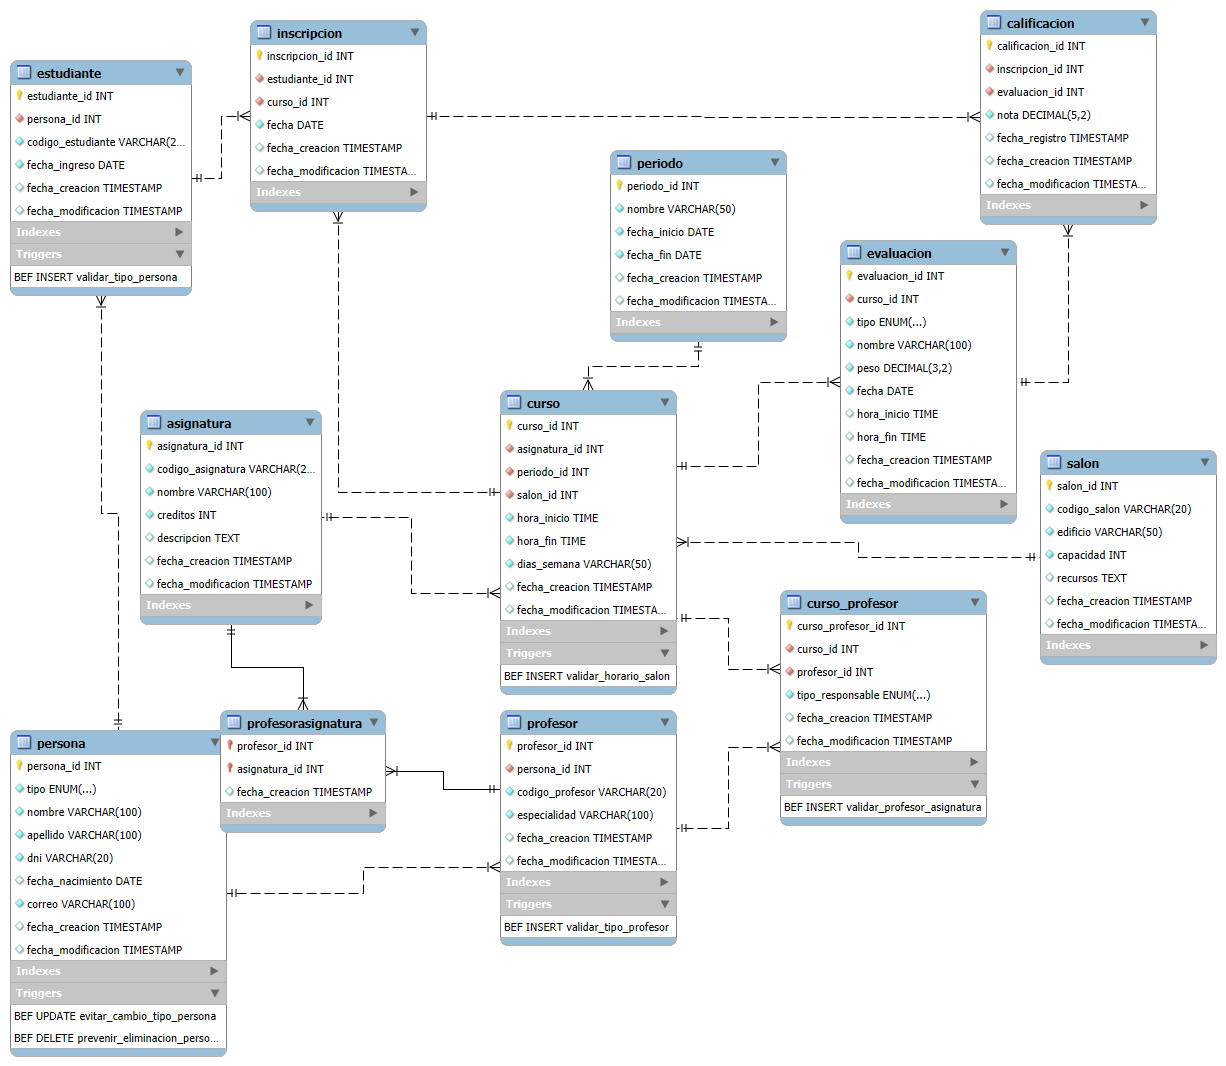 inscripcion
inscripcion_id INT
estudiante_id INT
curso_id INT
fecha DATE
fecha_creacion TIMESTAMP
fecha_modificacion TIMESTA...
Indexes
calificacion
calificacion_id INT
inscripcion_id INT
evaluacion_id INT
nota DECIMAL(5,2)
fecha_registro TIMESTAMP
fecha_creacion TIMESTAMP
fecha_modificacion TIMESTA...
Indexes
estudiante
estudiante_id INT
persona_id INT
codigo_estudiante VARCHAR(2...
fecha_ingreso DATE
fecha_creacion TIMESTAMP
fecha_modificacion TIMESTAMP
Indexes
Triggers
BEF INSERT validar_tipo_persona
periodo
periodo_id INT
nombre VARCHAR(50)
fecha_inicio DATE
fecha_fin DATE
fecha_creacion TIMESTAMP
fecha_modificacion TIMESTA...
Indexes
evaluacion
evaluacion_id INT
curso_id INT
tipo ENUM(...)
nombre VARCHAR(100)
peso DECIMAL(3,2)
fecha DATE
hora_inicio TIME
hora_fin TIME
fecha_creacion TIMESTAMP
fecha_modificacion TIMESTA...
Indexes
curso
curso_id INT
asignatura_id INT
periodo_id INT
salon_id INT
hora_inicio TIME
hora_fin TIME
dias_semana VARCHAR(50)
fecha_creacion TIMESTAMP
fecha_modificacion TIMESTA...
Indexes
Triggers
BEF INSERT validar_horario_salon
asignatura
asignatura_id INT
codigo_asignatura VARCHAR(2...
nombre VARCHAR(100)
creditos INT
descripcion TEXT
fecha_creacion TIMESTAMP
fecha_modificacion TIMESTAMP
Indexes
salon
salon_id INT
codigo_salon VARCHAR(20)
edificio VARCHAR(50)
capacidad INT
recursos TEXT
fecha_creacion TIMESTAMP
fecha_modificacion TIMESTA...
Indexes
curso_profesor
curso_profesor_id INT
curso_id INT
profesor_id INT
tipo_responsable ENUM(...)
fecha_creacion TIMESTAMP
fecha_modificacion TIMESTAMP
Indexes
Triggers
BEF INSERT validar_profesor_asignatura
profesorasignatura
profesor_id INT
asignatura_id INT
fecha_creacion TIMESTAMP
Indexes
profesor
profesor_id INT
persona_id INT
codigo_profesor VARCHAR(20)
especialidad VARCHAR(100)
fecha_creacion TIMESTAMP
fecha_modificacion TIMESTA...
Indexes
Triggers
BEF INSERT validar_tipo_profesor
persona
persona_id INT
tipo ENUM(...)
nombre VARCHAR(100)
apellido VARCHAR(100)
dni VARCHAR(20)
fecha_nacimiento DATE
correo VARCHAR(100)
fecha_creacion TIMESTAMP
fecha_modificacion TIMESTAMP
Indexes
Triggers
BEF UPDATE evitar_cambio_tipo_persona
BEF DELETE prevenir_eliminacion_perso...